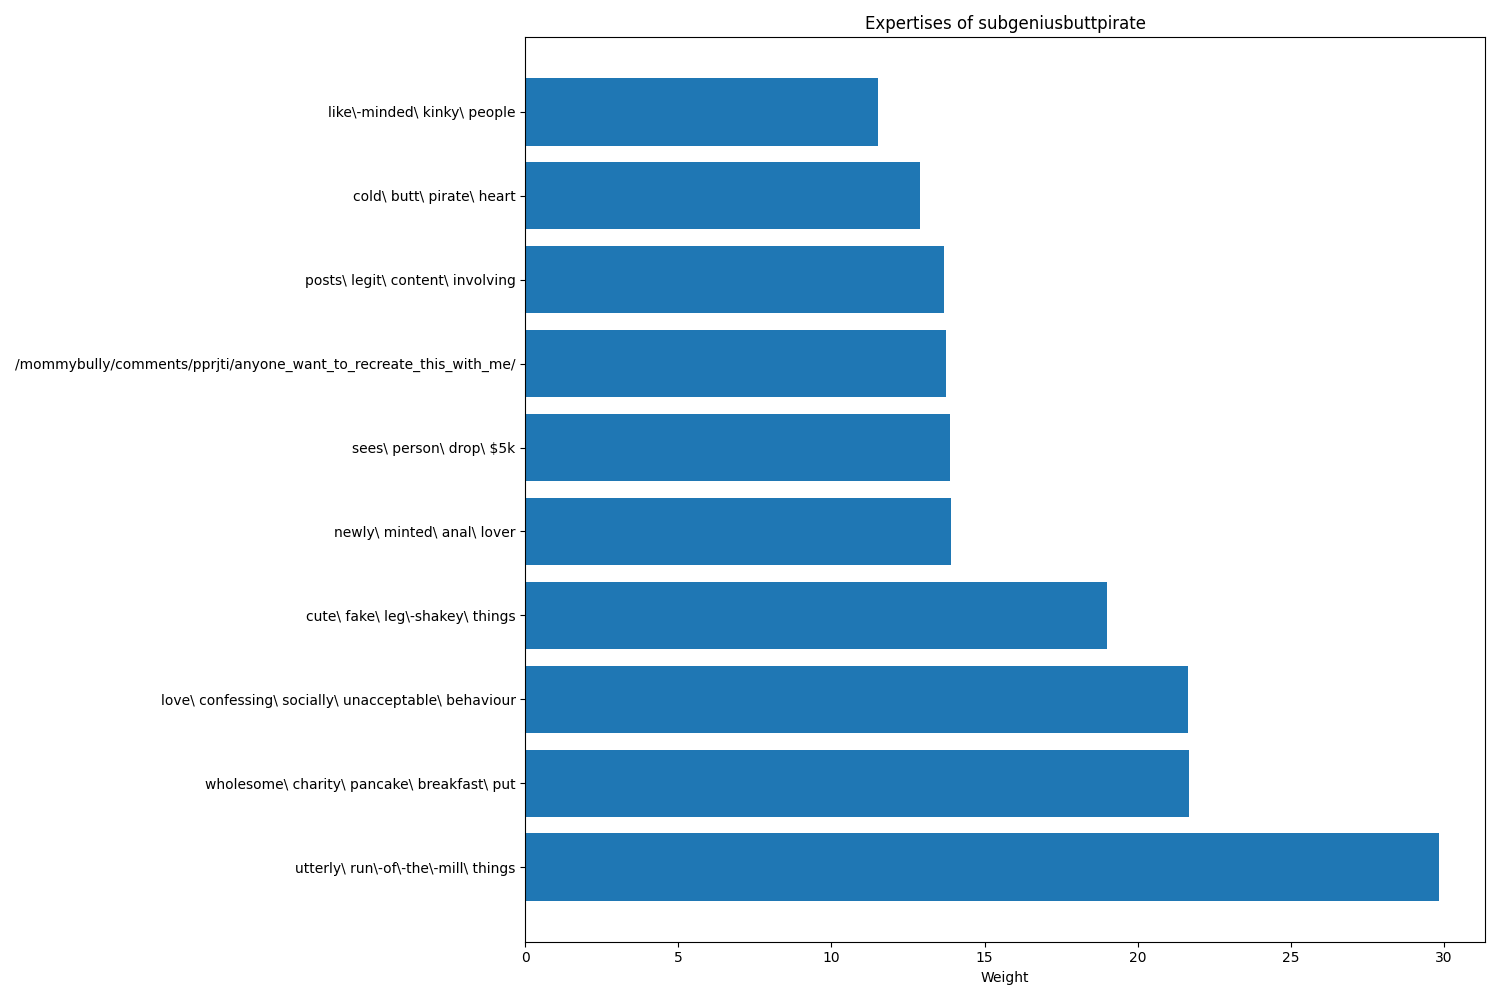 Expertises of subgeniusbuttpirate
like\-minded\ kinky\ people
cold\ butt\ pirate\ heart
posts\ legit\ content\ involving
/mommybully/comments/pprjti/anyone_want_to_recreate_this_with_me/
sees\ person\ drop\ $5k
newly\ minted\ anal\ lover
cute\ fake\ leg\-shakey\ things
love\ confessing\ socially\ unacceptable\ behaviour
wholesome\ charity\ pancake\ breakfast\ put
utterly\ run\-of\-the\-mill\ things
0 5 10 15 20 25 30
Weight